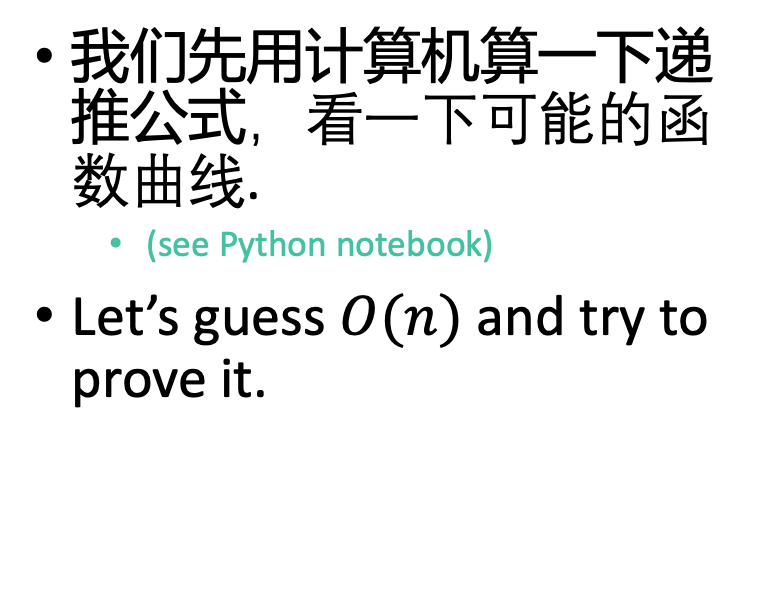 • 我们先用计算机算一下递
推公式，看一下可能的函
数曲线.
• (see Python notebook)
• Let’s guess O(n) and try to
prove it.